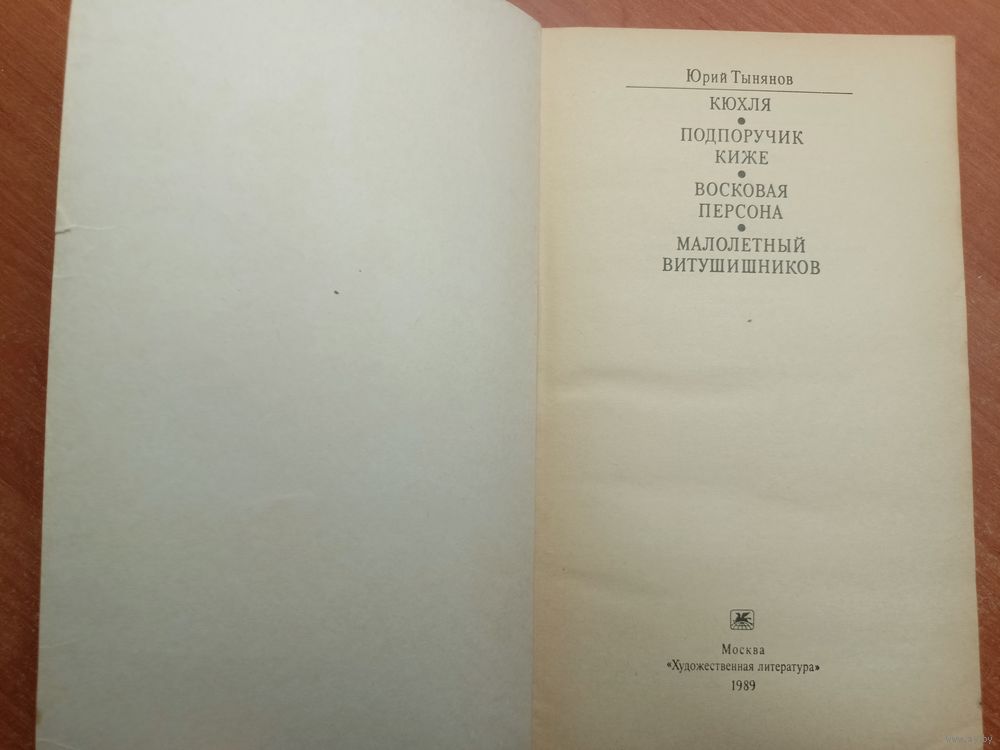 Юрий Тынянов
КЮХЛЯ
•
ПОДПОРУЧИК
КИЖЕ
•
ВОСКОВАЯ
ПЕРСОНА
•
МАЛОЛЕТНЫЙ
ВИТУШИШНИКОВ
Москва
«Художественная литература»
1989